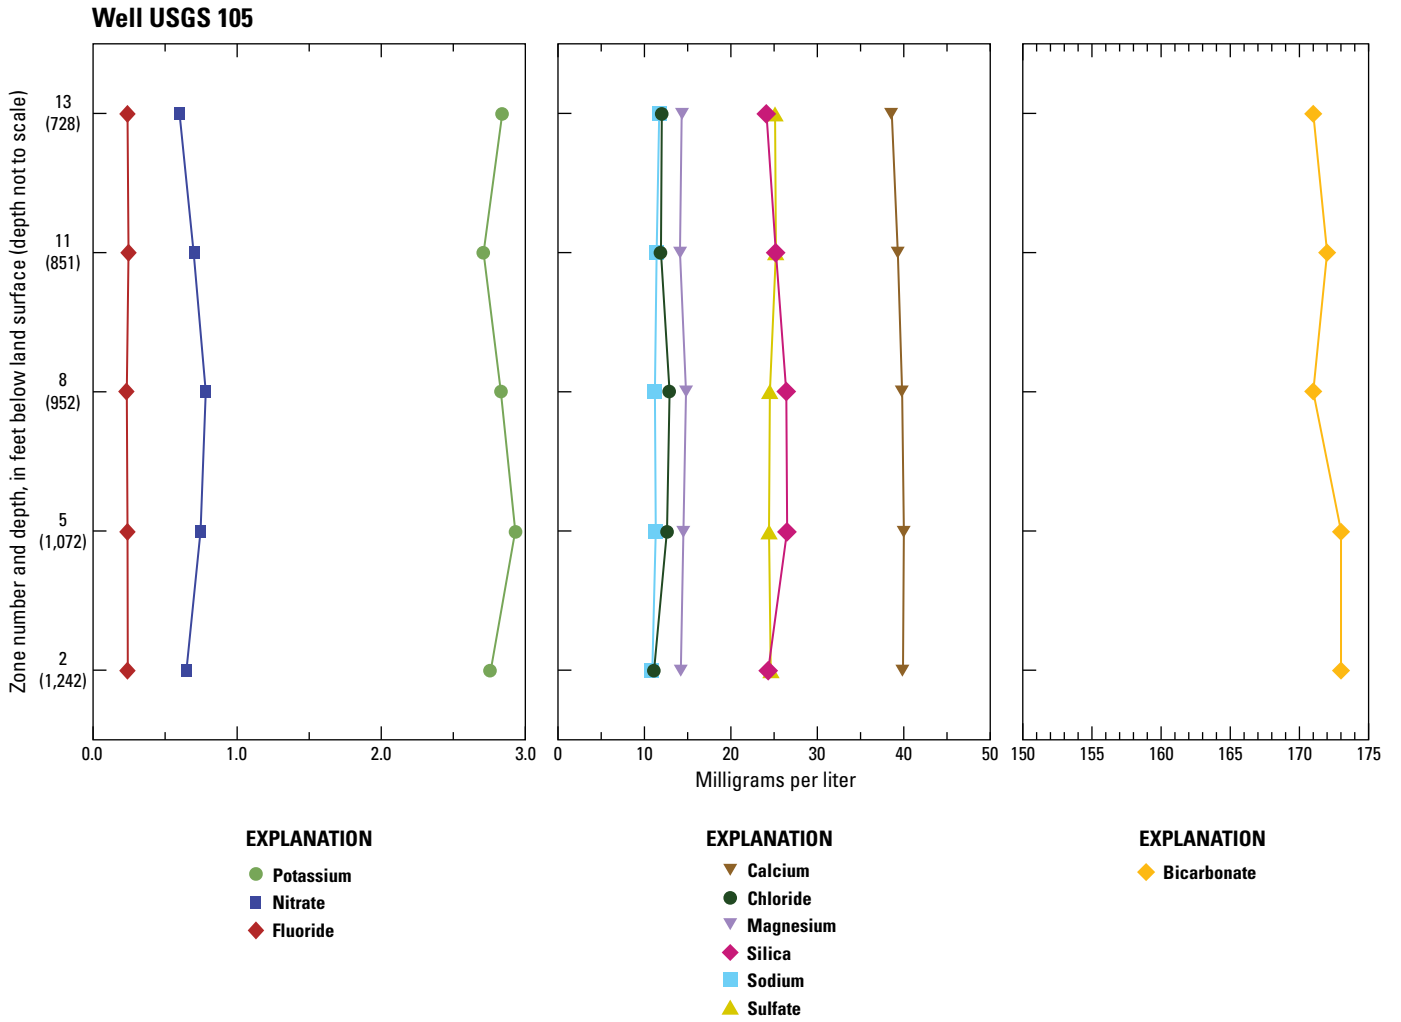 Well USGS 105
Zone number and depth, in feet below land surface (depth not to scale)
13
(728)
11
(851)
8
(952)
5
(1,072)
2
(1,242)
0.0 1.0 2.0 3.0
0 10 20 30 40 50
150 155 160 165 170 175
Milligrams per liter
EXPLANATION
Potassium
Nitrate
Fluoride
EXPLANATION
Calcium
Chloride
Magnesium
Silica
Sodium
Sulfate
EXPLANATION
Bicarbonate